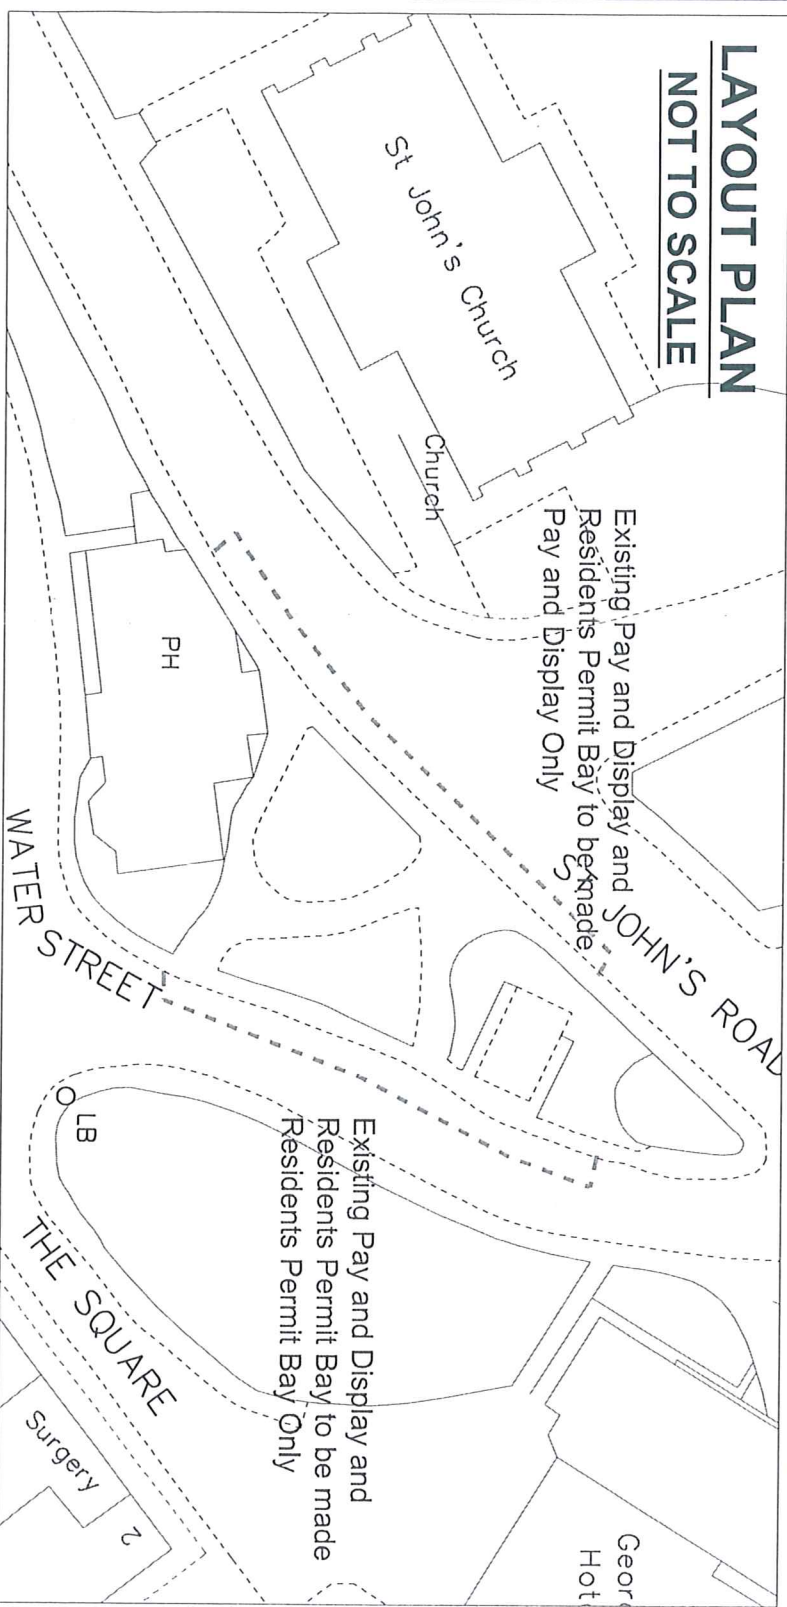 LAYOUT PLAN
NOT TO SCALE
St John's Church
Church
Existing Pay and Display and
Residents Permit Bay to be made
Pay and Display Only
JOHN'S ROAD
PH
WATER STREET
LB
Existing Pay and Display and
Residents Permit Bay to be made
Residents Permit Bay Only
THE SQUARE
Surgery
2
Geor
Hot